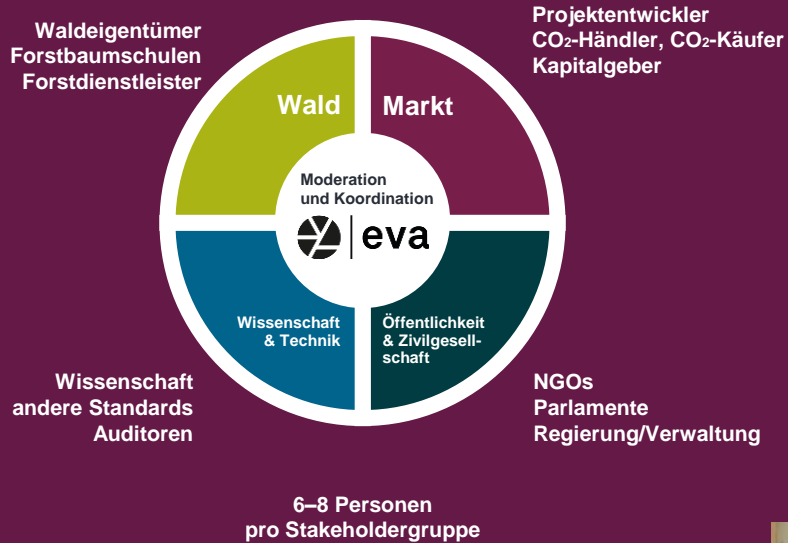 Waldeigentümer
Forstbaumschulen
Forstdienstleister
Projektentwickler
CO₂-Händler, CO₂-Käufer
Kapitalgeber
Wald
Markt
Moderation
und Koordination
eva
Wissenschaft
& Technik
Öffentlichkeit
& Zivilgesell-
schaft
Wissenschaft
andere Standards
Auditoren
NGOs
Parlamente
Regierung/Verwaltung
6–8 Personen
pro Stakeholdergruppe